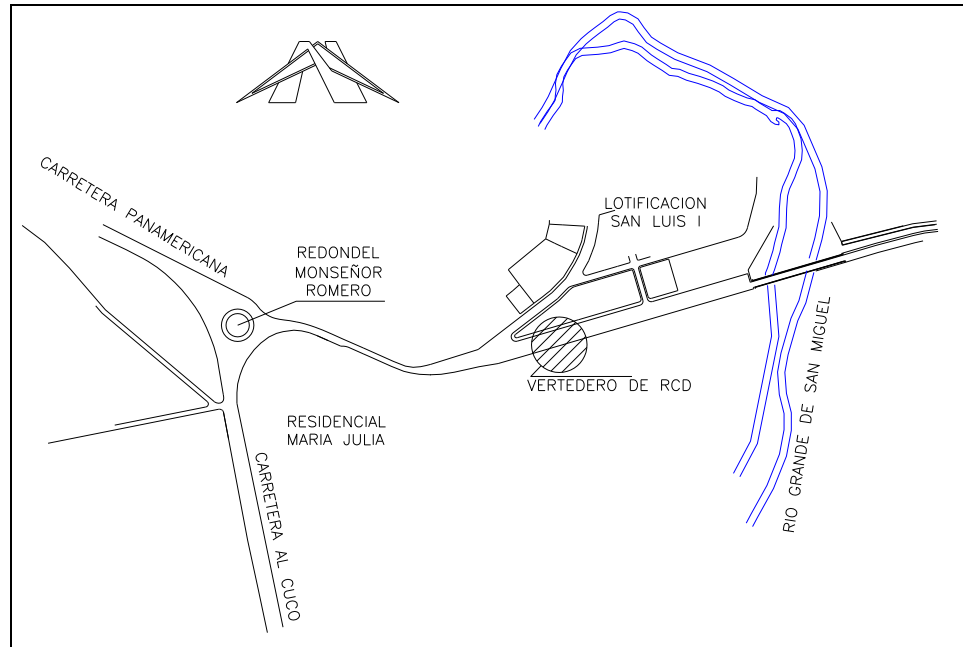 CARRETERA PANAMERICANA
LOTIFICACION
SAN LUIS I
REDONDEL
MONSEÑOR
ROMERO
VERTEDERO DE RCD
RESIDENCIAL
MARIA JULIA
CARRETERA AL CUCO
RIO GRANDE DE SAN MIGUEL